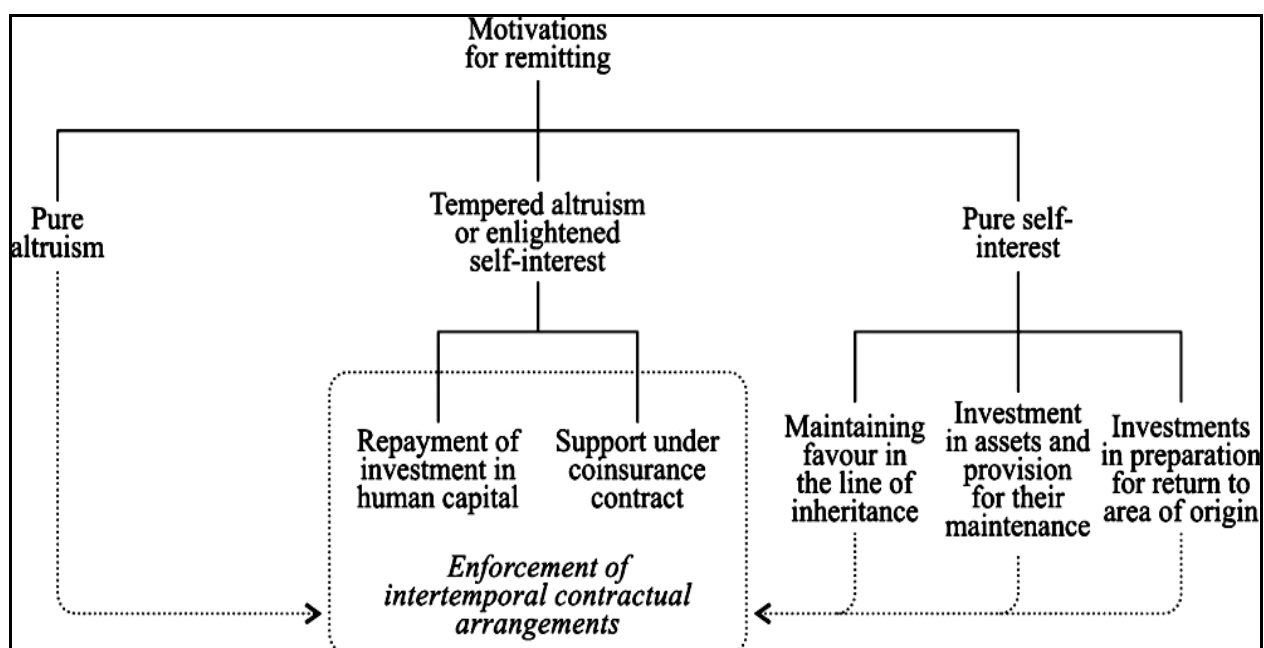 Motivations
for remitting
Pure
altruism
Tempered altruism
or enlightened
self-interest
Pure self-
interest
Repayment of
investment in
human capital
Support under
coinsurance
contract
Maintaining
favour in
the line of
inheritance
Investment
in assets and
provision
for their
maintenance
Investments
in preparation
for return to
area of origin
Enforcement of
intertemporal contractual
arrangements